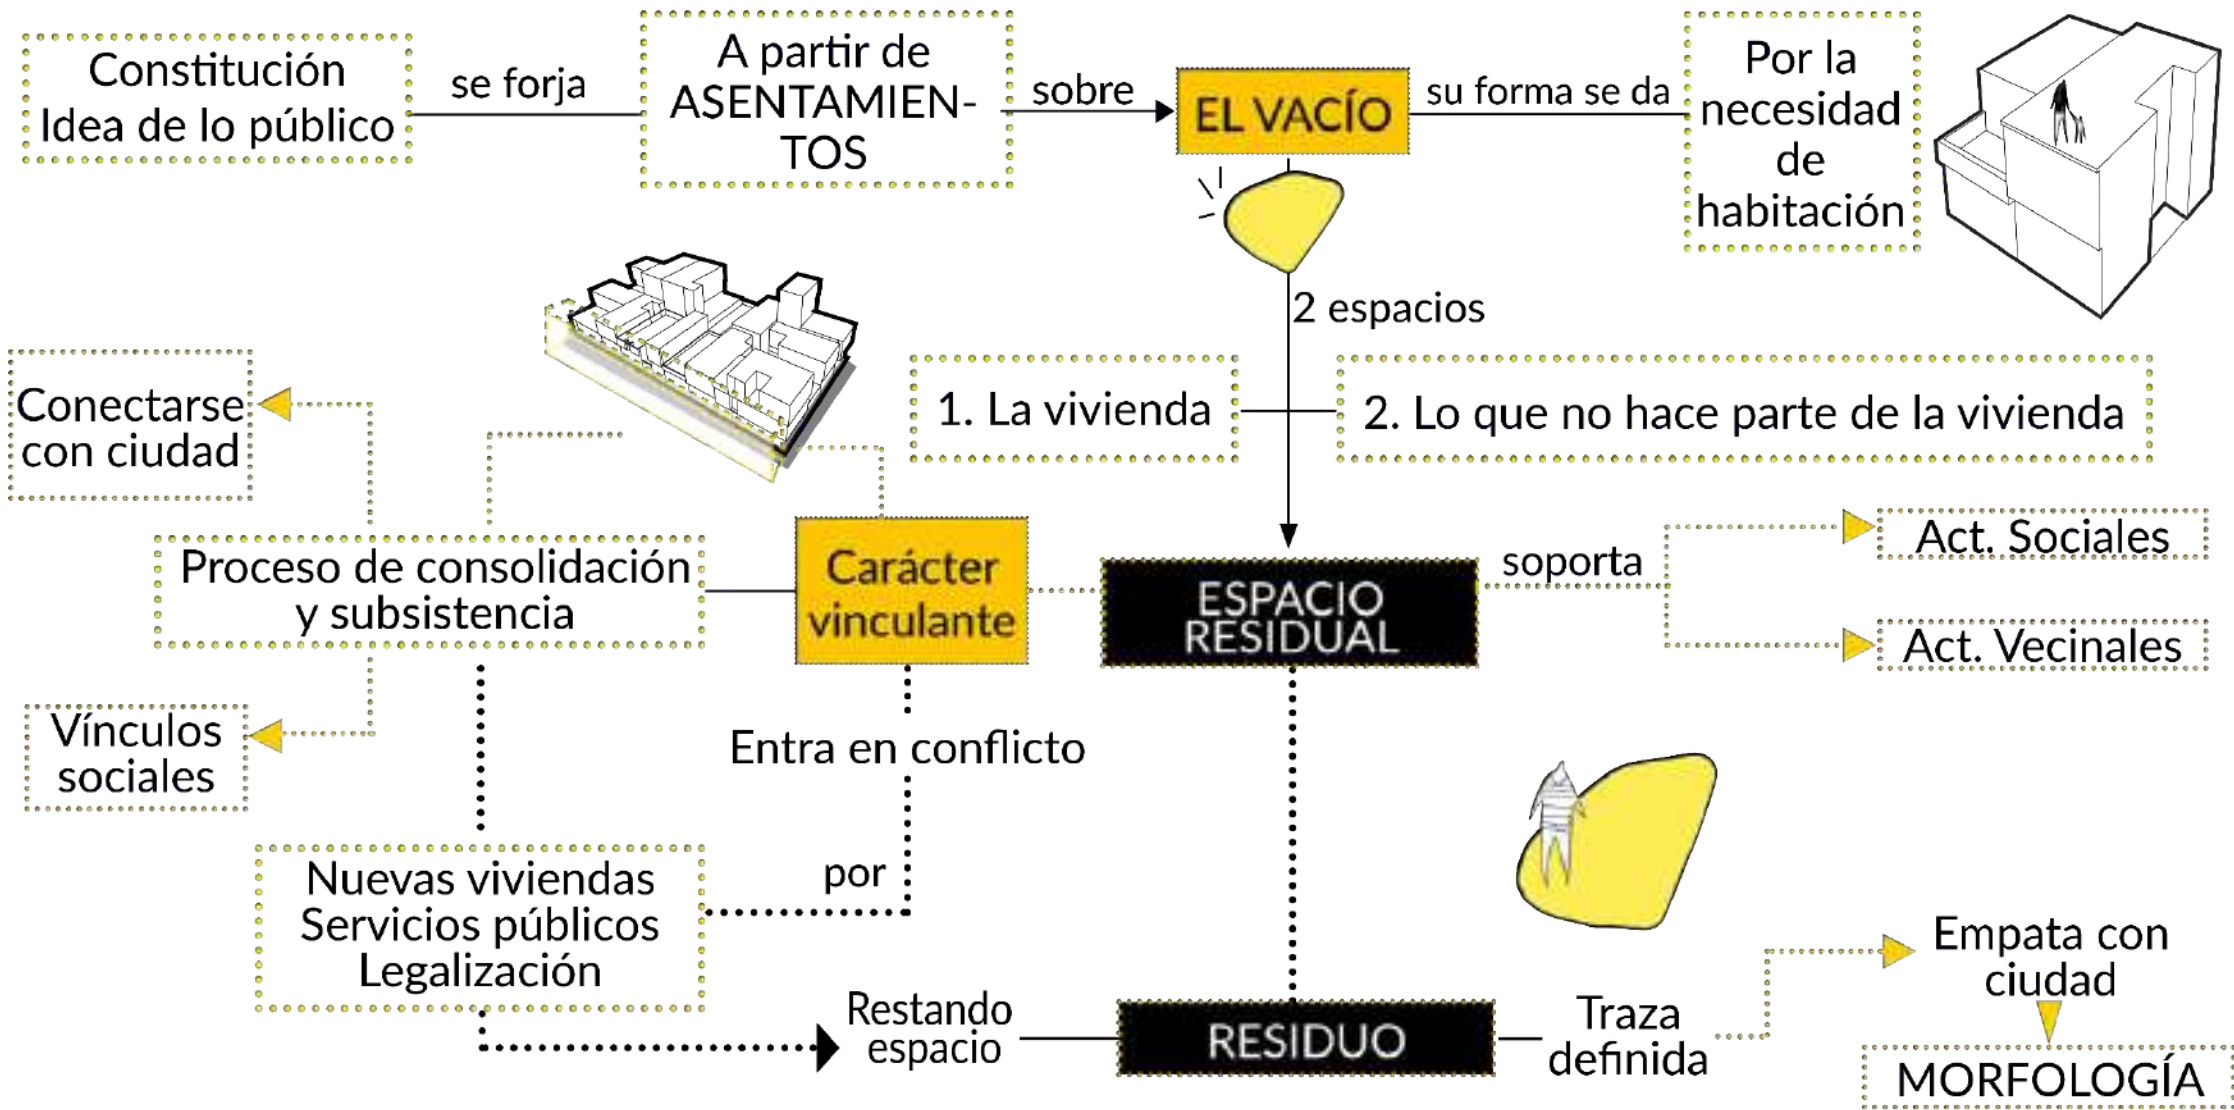 Constitución
Idea de lo público
se forja
A partir de
ASENTAMIEN-
TOS
sobre
EL VACÍO
su forma se da
Por la
necesidad
de
habitación
2 espacios
1. La vivienda
2. Lo que no hace parte de la vivienda
Conectarse
con ciudad
Proceso de consolidación
y subsistencia
Carácter
vinculante
ESPACIO
RESIDUAL
soporta
Act. Sociales
Act. Vecinales
Vínculos
sociales
Entra en conflicto
por
Nuevas viviendas
Servicios públicos
Legalización
Restando
espacio
RESIDUO
Traza
definida
Empata con
ciudad
MORFOLOGÍA